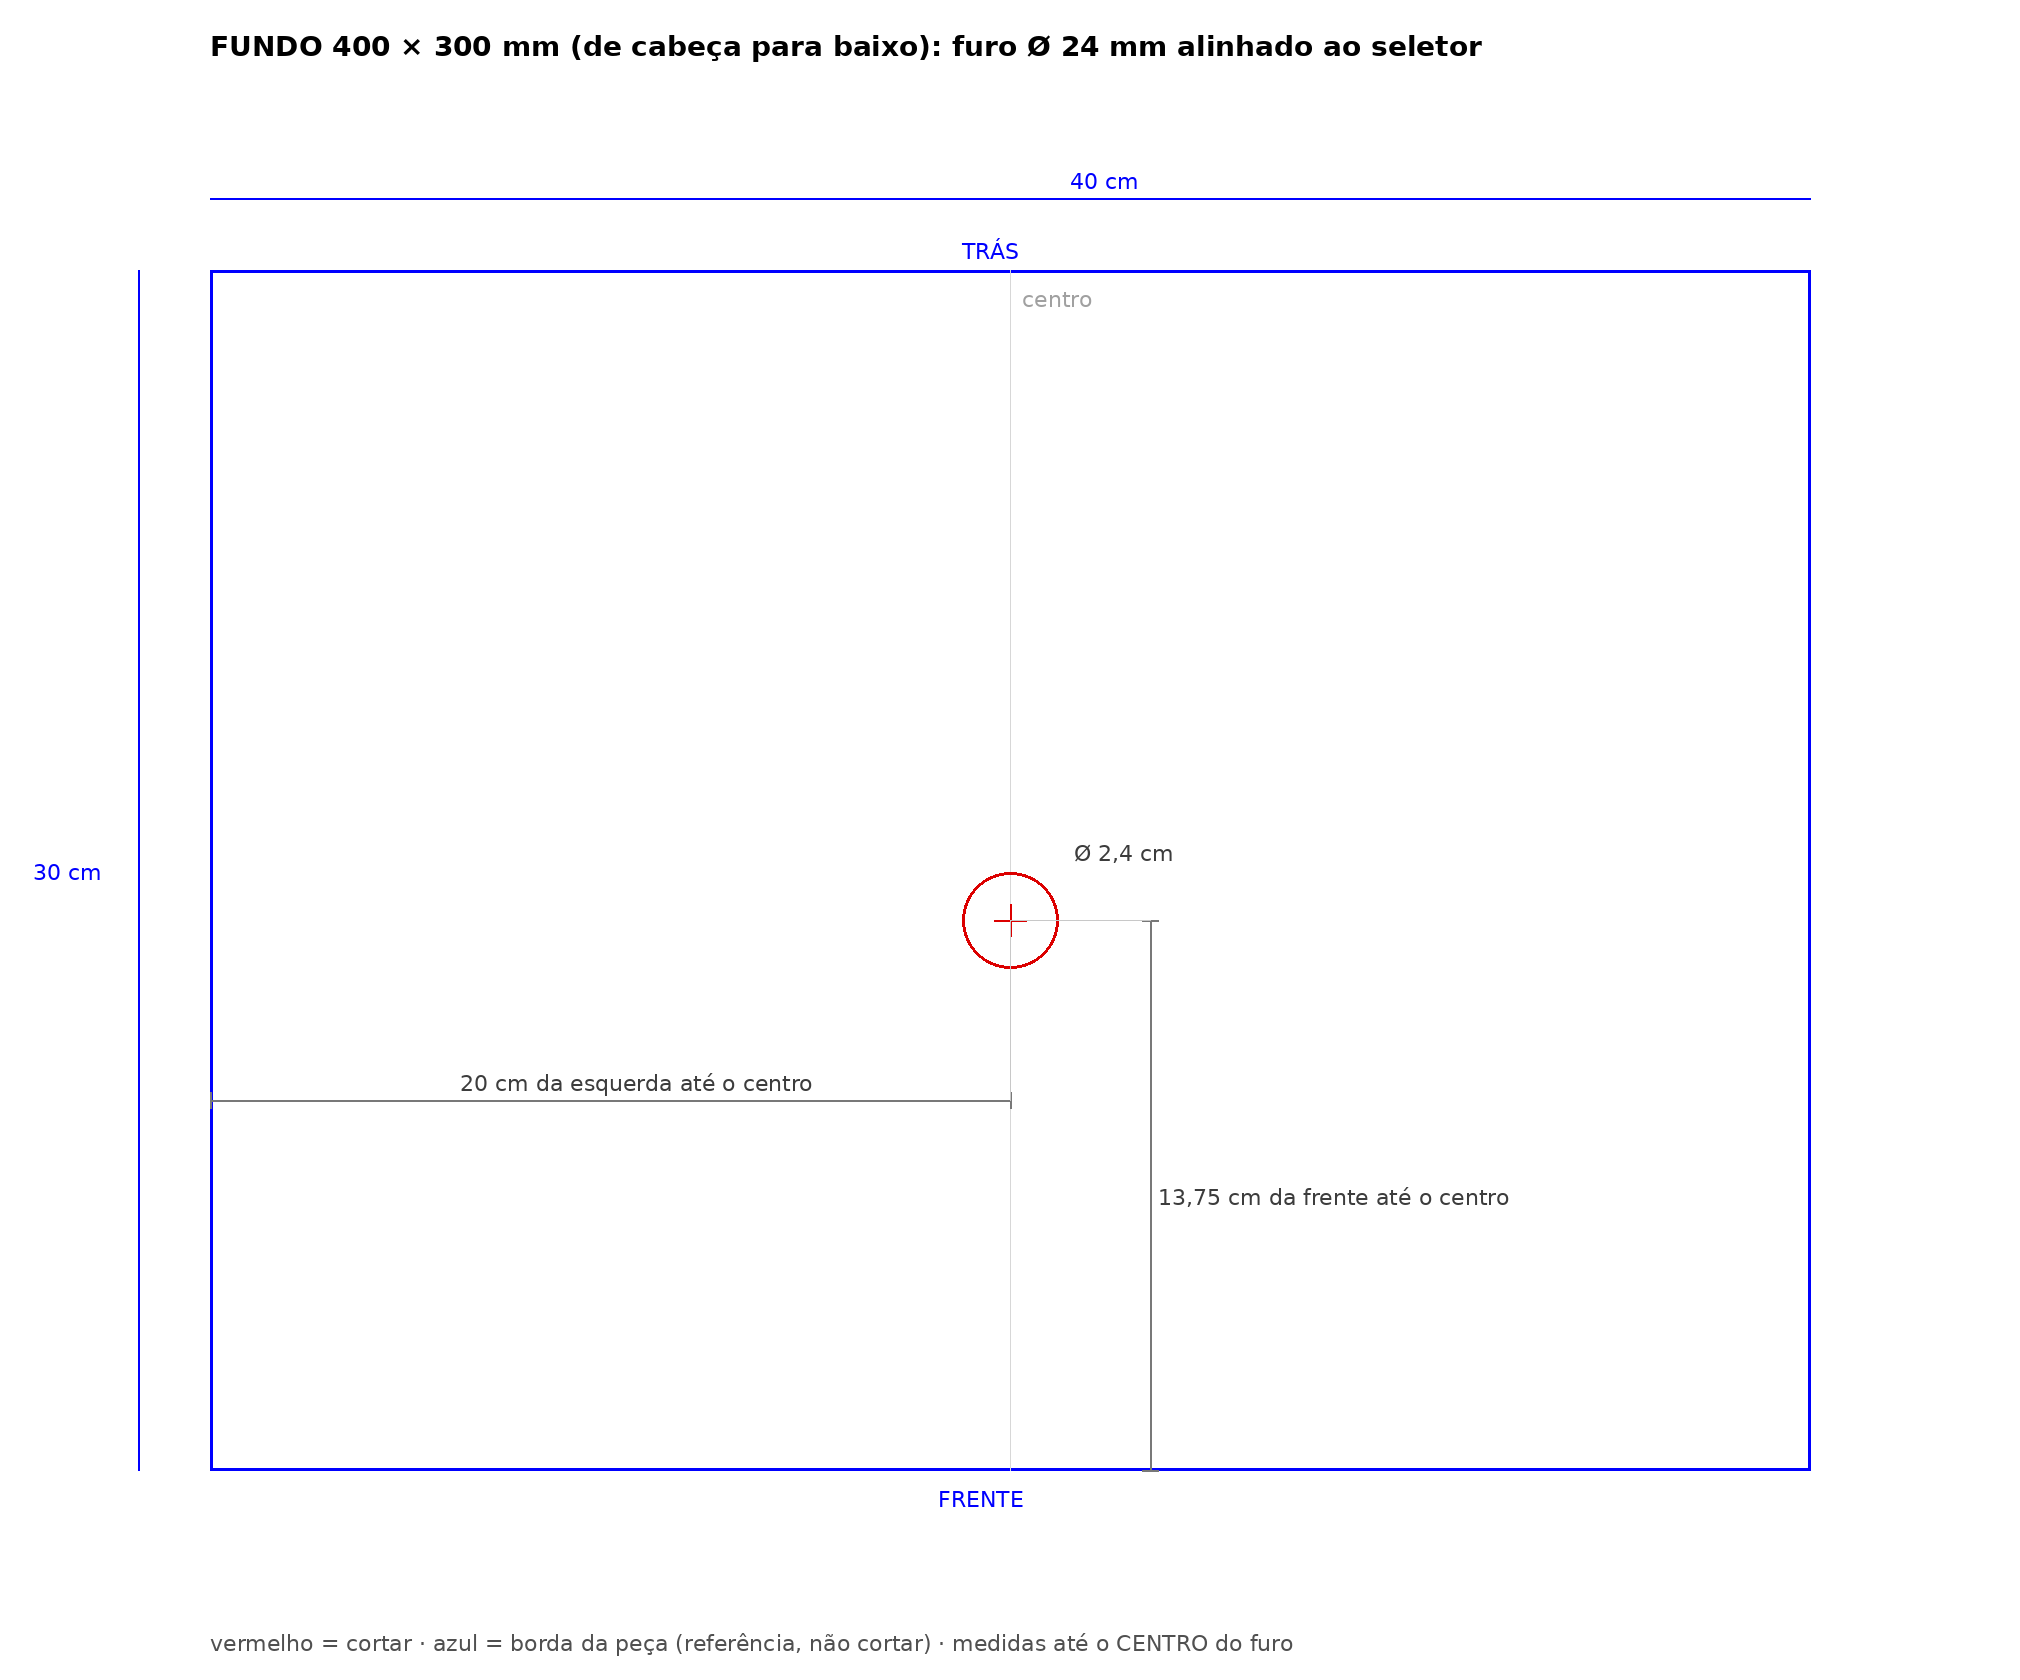 FUNDO 400 × 300 mm (de cabeça para baixo): furo Ø 24 mm alinhado ao seletor
40 cm
TRÁS
centro
Ø 2,4 cm
30 cm
20 cm da esquerda até o centro
13,75 cm da frente até o centro
FRENTE
vermelho = cortar · azul = borda da peça (referência, não cortar) · medidas até o CENTRO do furo